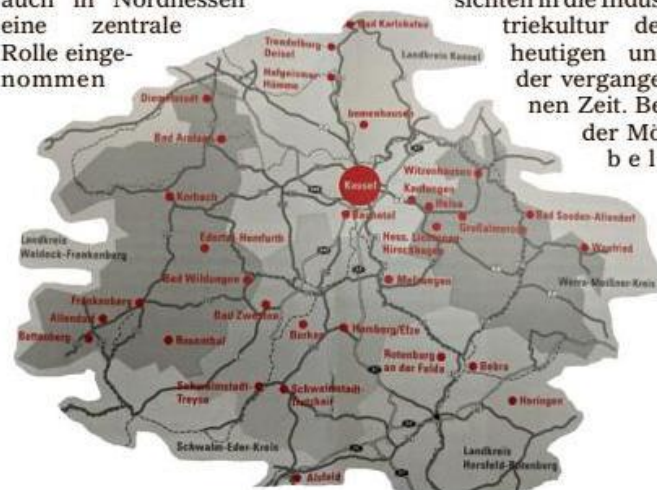 auch in Nordhessen
eine zentrale
Rolle einge-
nommen
sichten in die Indus
triekultur de
heutigen un
der vergange
nen Zeit. Be
der Mö
bel
Bad Karlshafen
Trendelburg-
Deisel
Landkreis Kassel
Hofgeismar-
Hümme
Diemelstadt
Immenhausen
Bad Arolsen
Witzenhausen
Kassel
Kaufungen
Helsa
Korbach
Baunatal
Großalmerode
Bad Sooden-Allendorf
Landkreis
Waldeck-Frankenberg
Edertal-Hemfurth
Hess. Lichtenau-
Hirschhagen
Wanfried
Bad Wildungen
Melsungen
Werra-Meißner-Kreis
Frankenberg
Allendorf
Bad Zwesten
Battenberg
Rosenthal
Borken
Homberg/Efze
Rotenburg
an der Fulda
Bebra
Schwalmstadt-
Treysa
Schwalmstadt-
Heringen
Schwalm-Eder-Kreis
Landkreis
Hersfeld-Rotenburg
Alsfeld